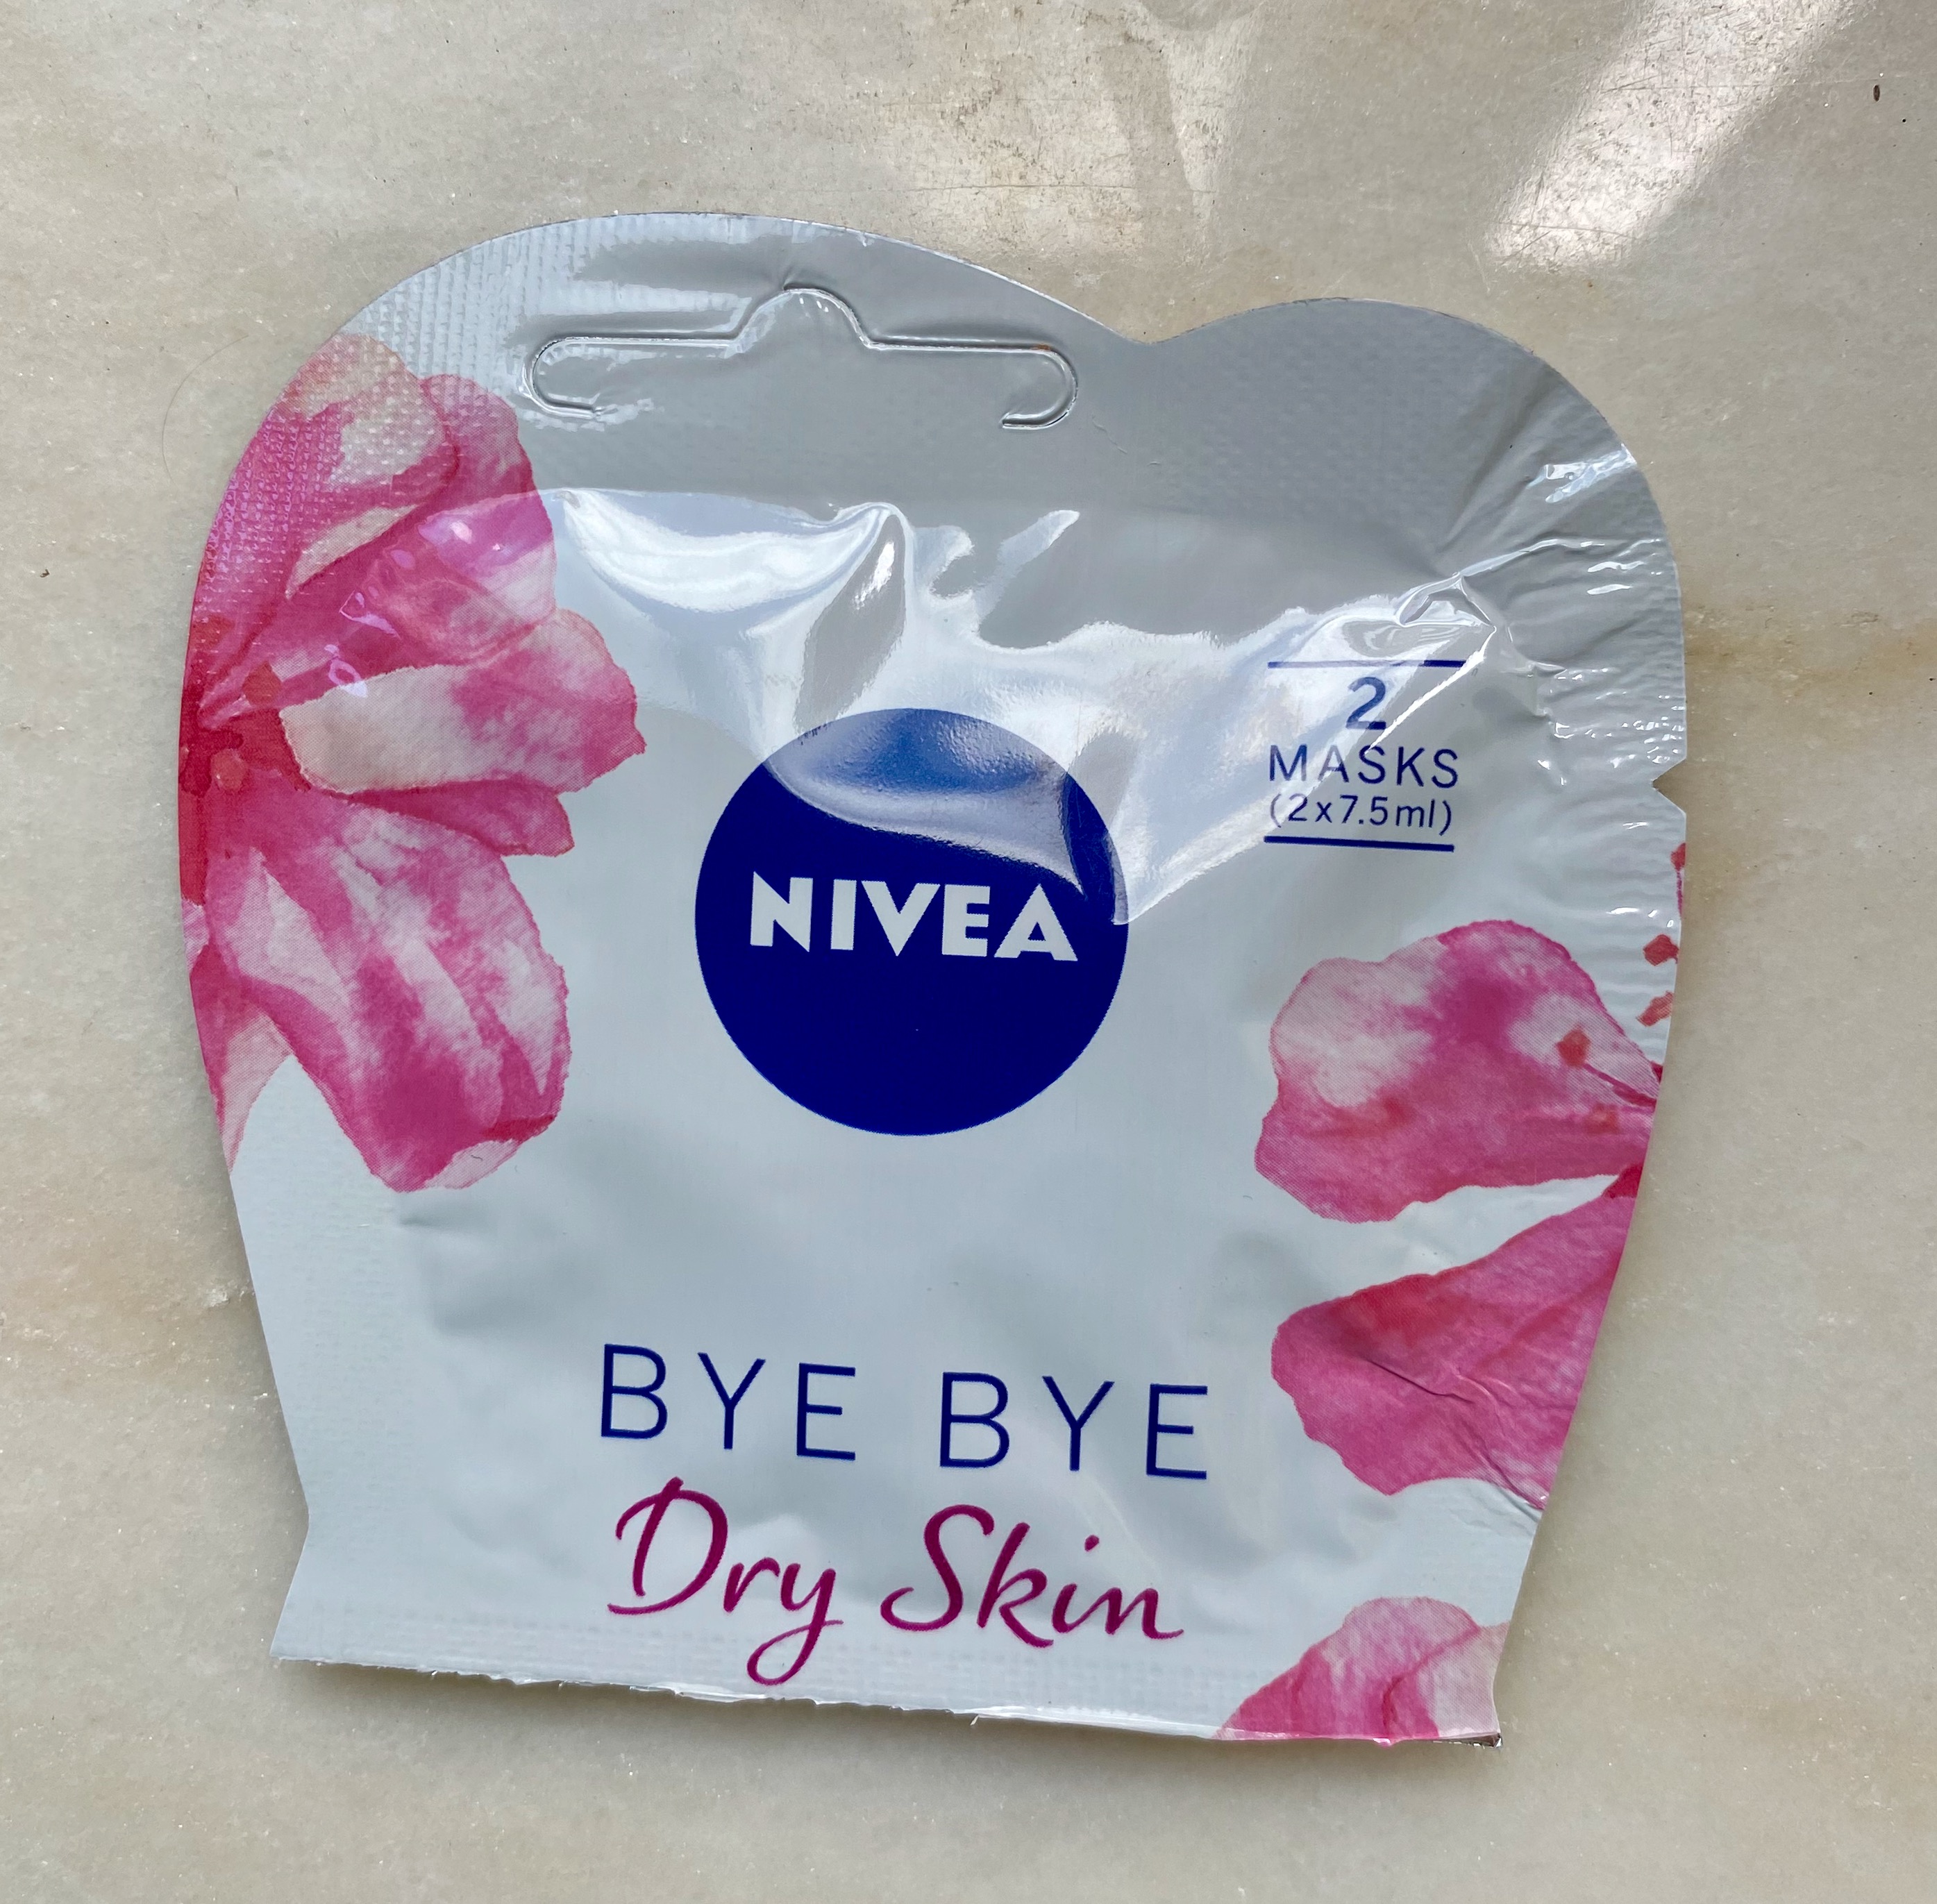 2
MASKS
(2x7.5ml)
NIVEA
BYE BYE
Dry Skin